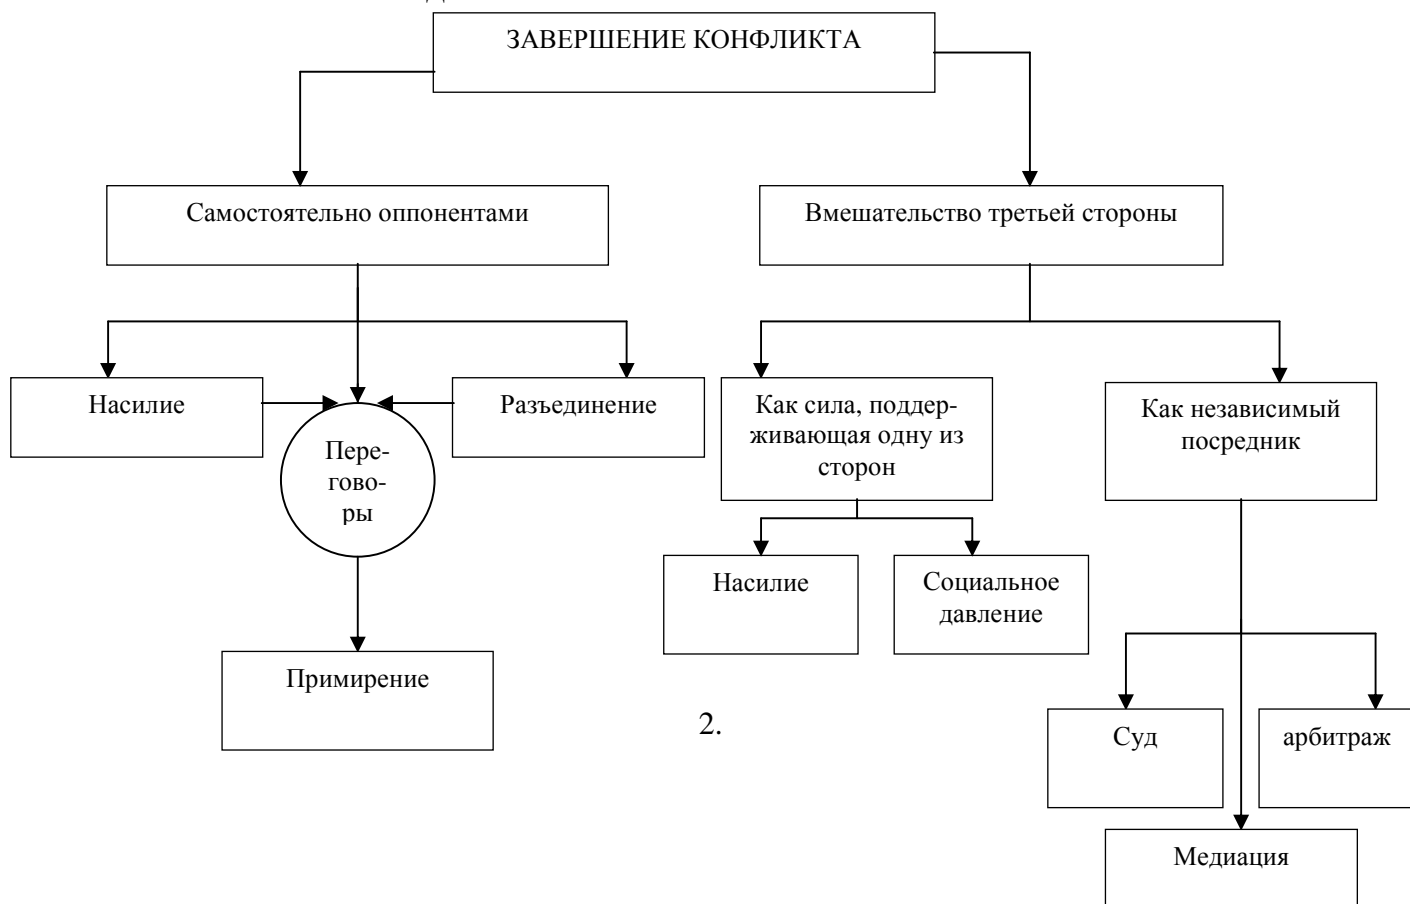 ЗАВЕРШЕНИЕ КОНФЛИКТА
Самостоятельно оппонентами
Вмешательство третьей стороны
Насилие
Разъединение
Как сила, поддер-
живающая одну из
сторон
Как независимый
посредник
Пере-
гово-
ры
Насилие
Социальное
давление
Примирение
2.
Суд
арбитраж
Медиация